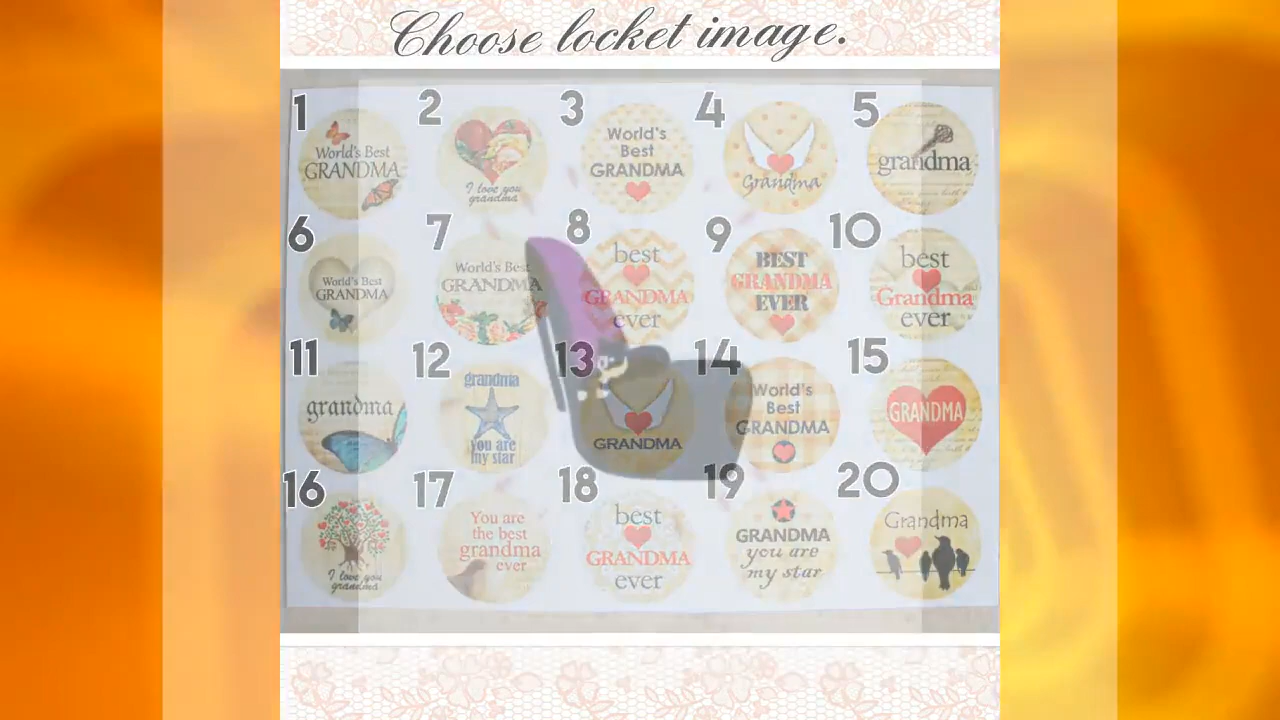 Choose locket image.
1
World's Best
GRANDMA
2
I love you
grandma
3
World's
Best
GRANDMA
4
Grandma
5
grandma
6
World's Best
GRANDMA
7
World's Best
GRANDMA
8
best
GRANDMA
ever
9
BEST
GRANDMA
EVER
10
best
Grandma
ever
11
grandma
12
grandma
you are
my star
13
GRANDMA
14
World's
Best
GRANDMA
15
GRANDMA
16
I love you
grandma
17
You are
the best
grandma
ever
18
best
GRANDMA
ever
19
GRANDMA
you are
my star
20
Grandma